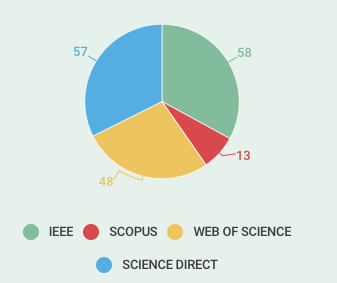 57
58
13
48
IEEE
SCOPUS
WEB OF SCIENCE
SCIENCE DIRECT